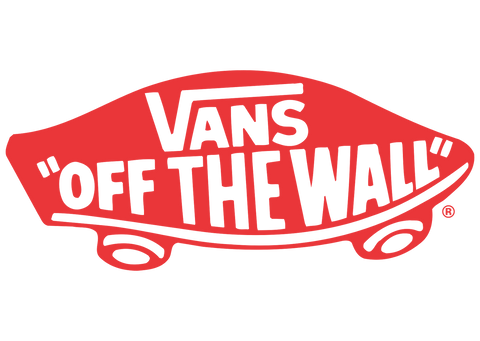 VANS
"OFF THE WALL"
®